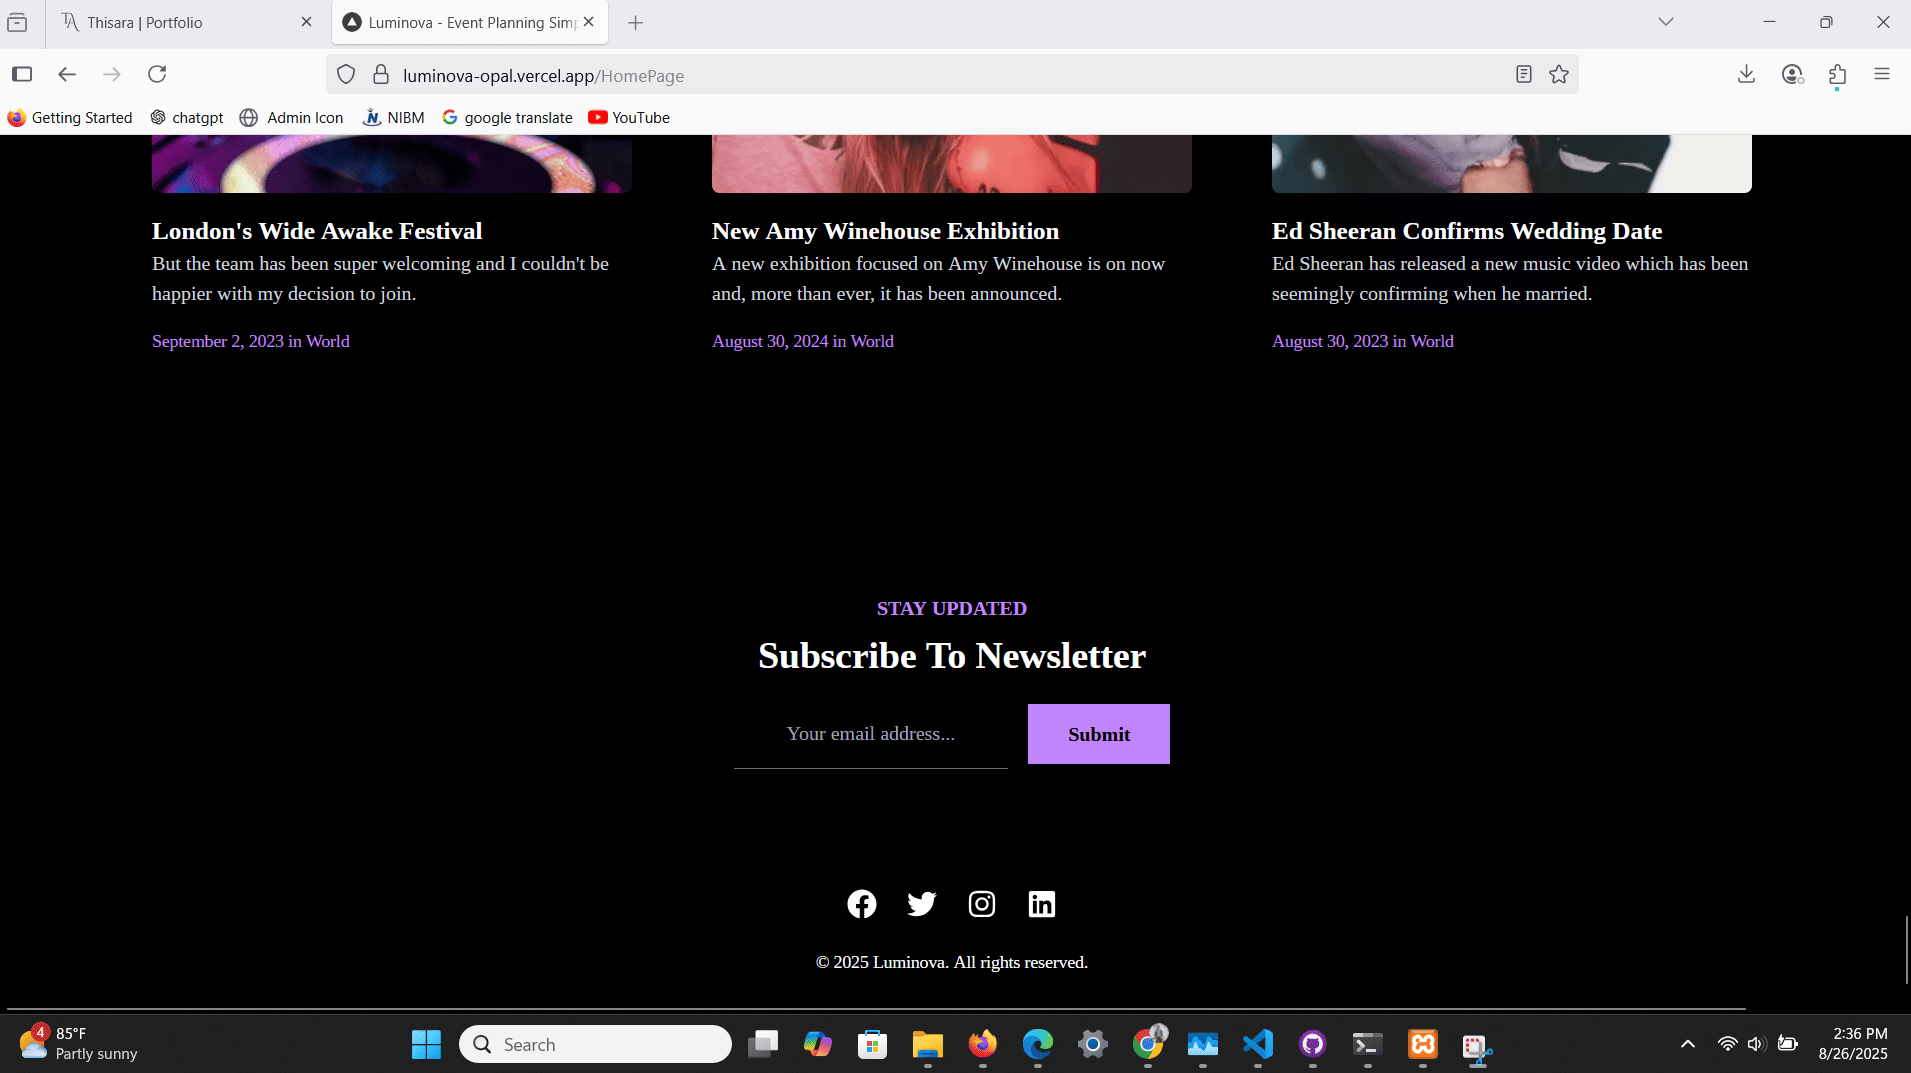 Thisara | Portfolio
Luminova - Event Planning Simp
luminova-opal.vercel.app/HomePage
Getting Started
chatgpt
Admin Icon
NIBM
google translate
YouTube
London's Wide Awake Festival
But the team has been super welcoming and I couldn't be
happier with my decision to join.
September 2, 2023 in World
New Amy Winehouse Exhibition
A new exhibition focused on Amy Winehouse is on now
and, more than ever, it has been announced.
August 30, 2024 in World
Ed Sheeran Confirms Wedding Date
Ed Sheeran has released a new music video which has been
seemingly confirming when he married.
August 30, 2023 in World
STAY UPDATED
Subscribe To Newsletter
Your email address...
Submit
© 2025 Luminova. All rights reserved.
4
85°F
Partly sunny
Search
2:36 PM
8/26/2025